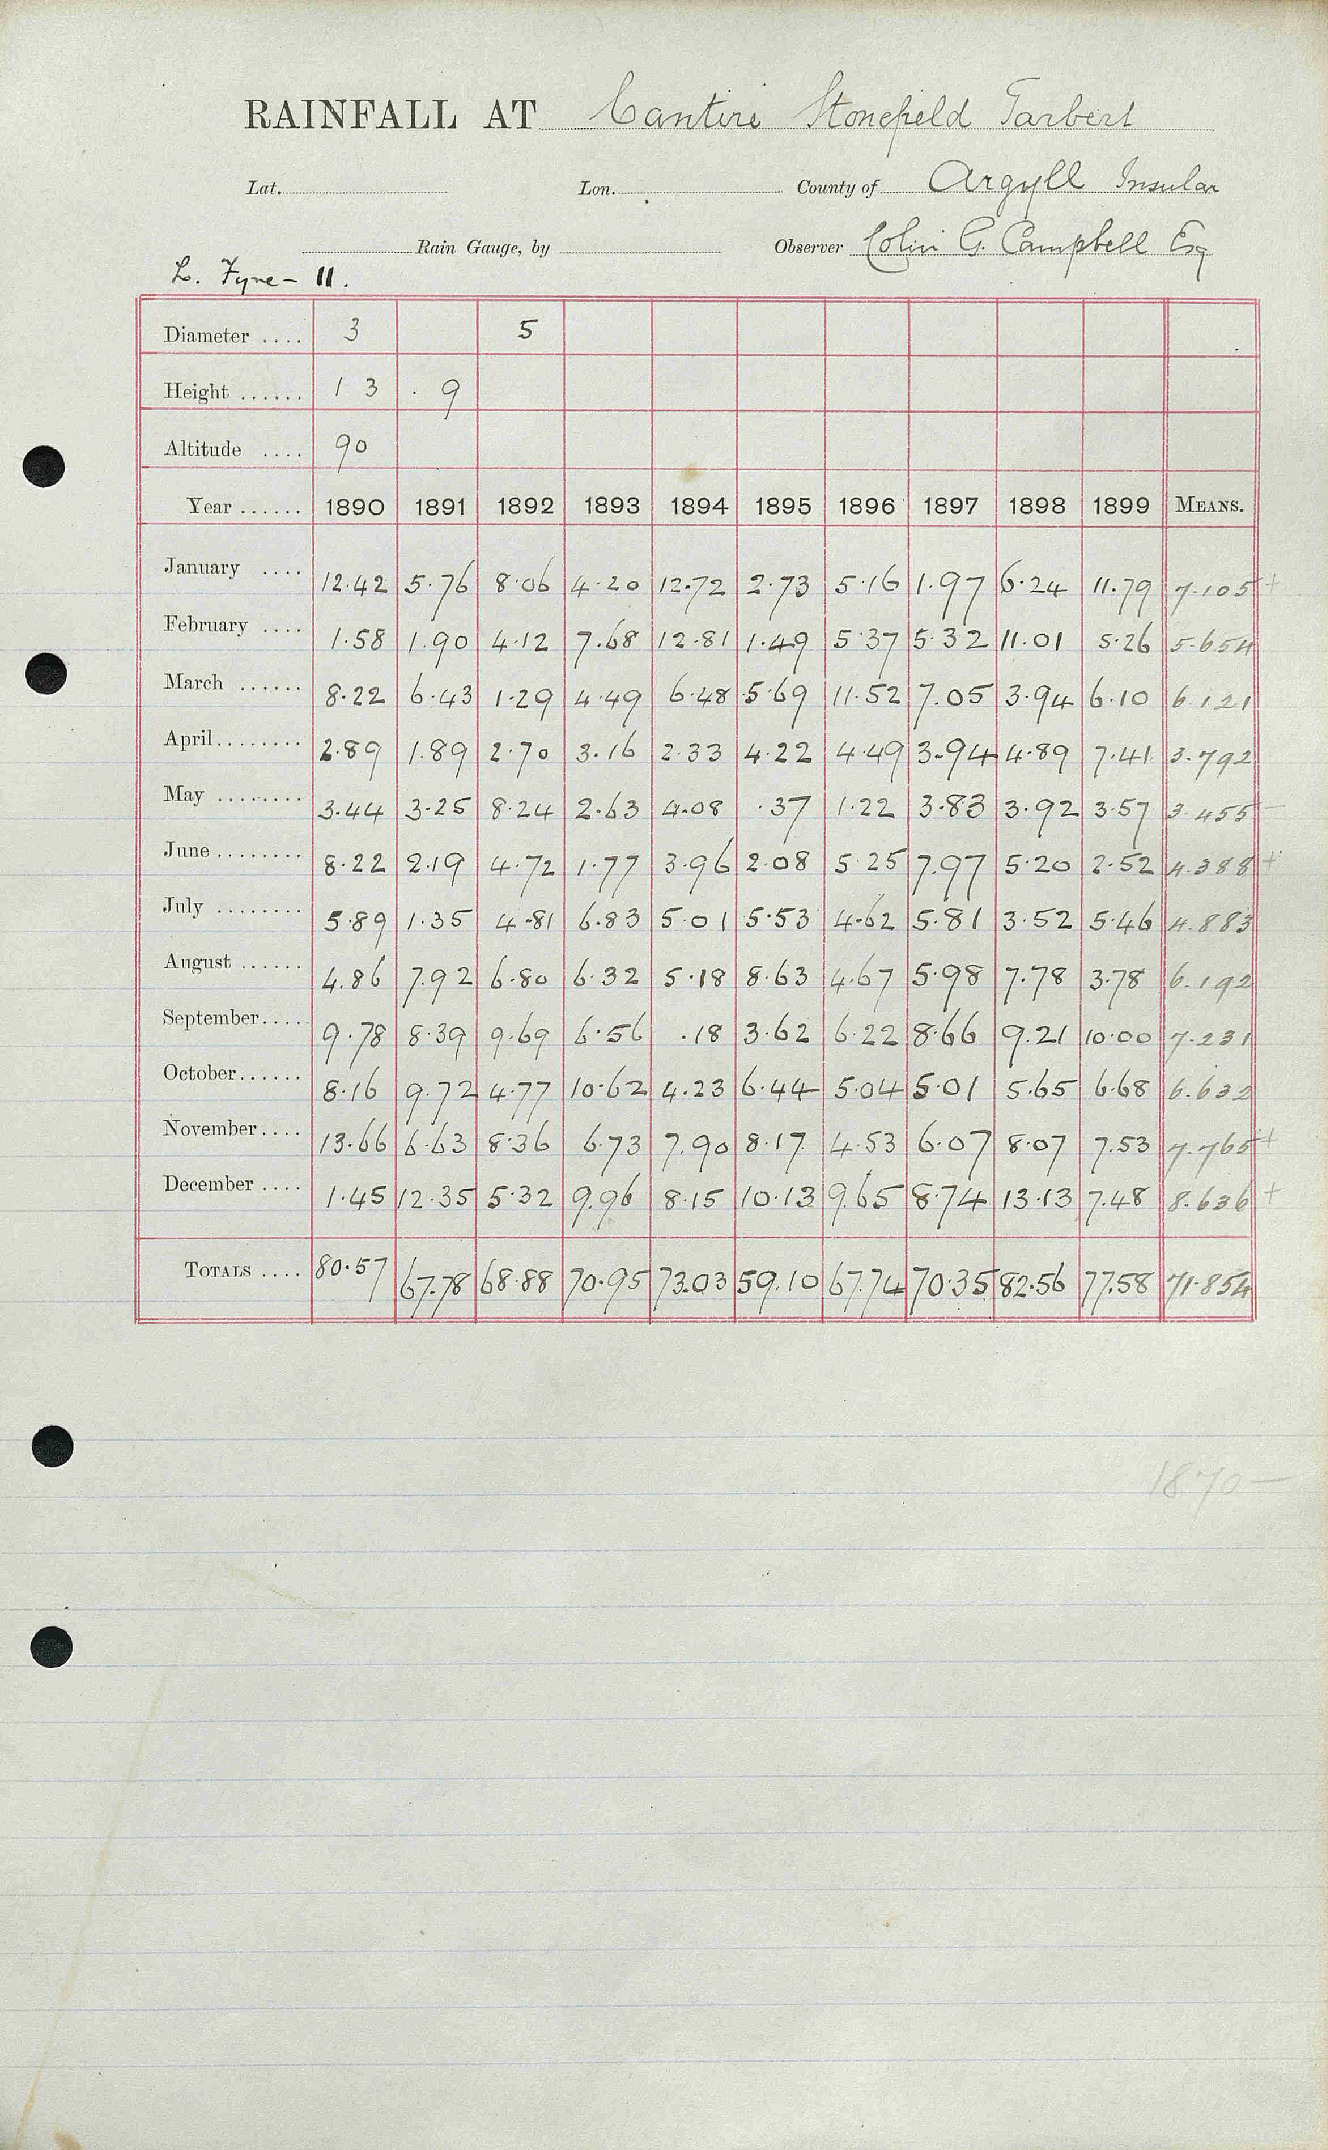 RAINFALL AT Cantire Stonefield Tarbert
Lat. Lon. County of Argyll Insular
Rain Gauge, by Observer Colin G. Campbell Esq
L. Fyne - 11.
Diameter .... 3 5
Height ...... 1 3 . 9
Altitude .... 90
Year ...... 1890 1891 1892 1893 1894 1895 1896 1897 1898 1899 MEANS.
January .... 12.42 5.76 8.06 4.20 12.72 2.73 5.16 1.97 6.24 11.79 7.105 +
February .... 1.58 1.90 4.12 7.68 12.81 1.49 5.37 5.32 11.01 5.26 5.654
March ...... 8.22 6.43 1.29 4.49 6.48 5.69 11.52 7.05 3.94 6.10 6.121
April........ 2.89 1.89 2.70 3.16 2.33 4.22 4.49 3.94 4.89 7.41 3.792
May ........ 3.44 3.25 8.24 2.63 4.08 .37 1.22 3.83 3.92 3.57 3.455 -
June ........ 8.22 2.19 4.72 1.77 3.96 2.08 5.25 7.97 5.20 2.52 4.388 +
July ........ 5.89 1.35 4.81 6.83 5.01 5.53 4.62 5.81 3.52 5.46 4.883
August ...... 4.86 7.92 6.80 6.32 5.18 8.63 4.67 5.98 7.78 3.78 6.192
September.... 9.78 8.39 9.69 6.56 .18 3.62 6.22 8.66 9.21 10.00 7.231
October...... 8.16 9.72 4.77 10.62 4.23 6.44 5.04 5.01 5.65 6.68 6.632
November.... 13.66 6.63 8.36 6.73 7.90 8.17 4.53 6.07 8.07 7.53 7.765 +
December .... 1.45 12.35 5.32 9.96 8.15 10.13 9.65 8.74 13.13 7.48 8.636 +
TOTALS .... 80.57 67.78 68.88 70.95 73.03 59.10 67.74 70.35 82.56 77.58 71.854
1870 -